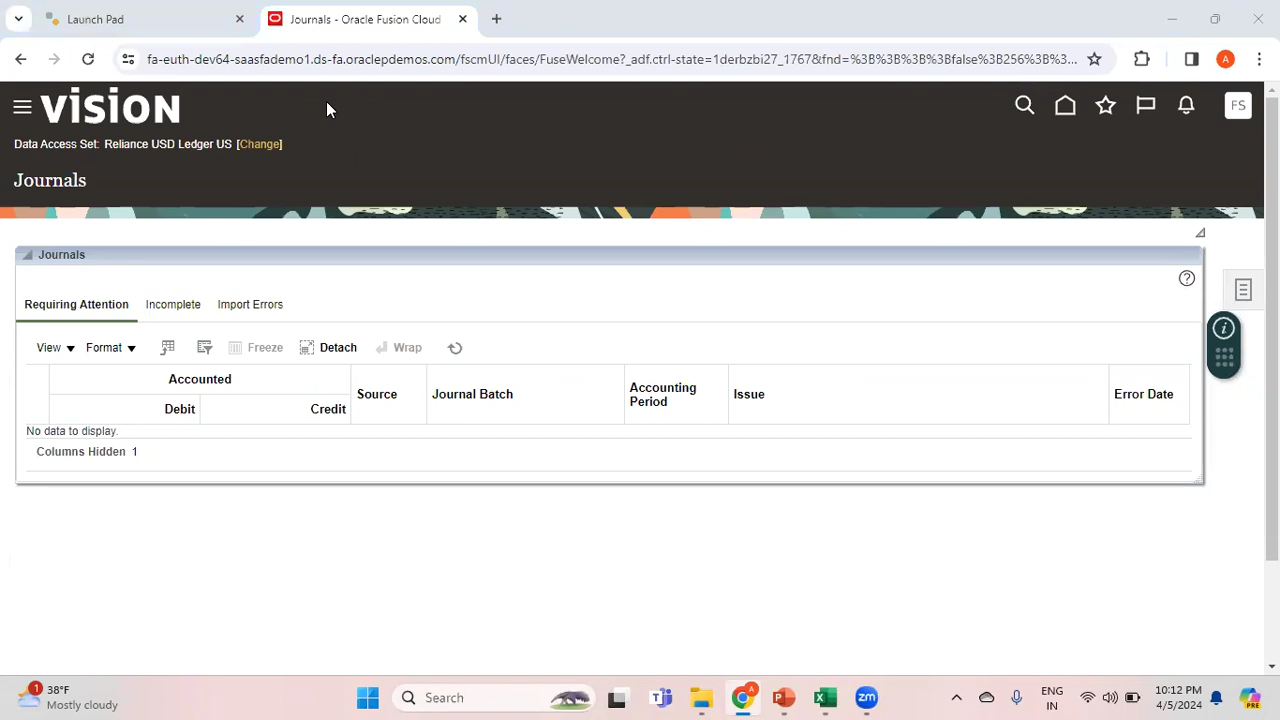 Launch Pad
Journals - Oracle Fusion Cloud
fa-euth-dev64-saasfademo1.ds-fa.oraclepdemos.com/fscmUI/faces/FuseWelcome?_adf.ctrl-state=1derbzbi27_1767&fnd=%3B%3B%3B%3Bfalse%3B256%3B%3...
A
vision
FS
Data Access Set: Reliance USD Ledger US [Change]
Journals
Journals
Requiring Attention Incomplete Import Errors
View Format Freeze Detach Wrap
Accounted
Debit Credit Source Journal Batch Accounting Period Issue Error Date
No data to display.
Columns Hidden 1
1
38°F
Mostly cloudy
Search
ENG
IN
10:12 PM
4/5/2024